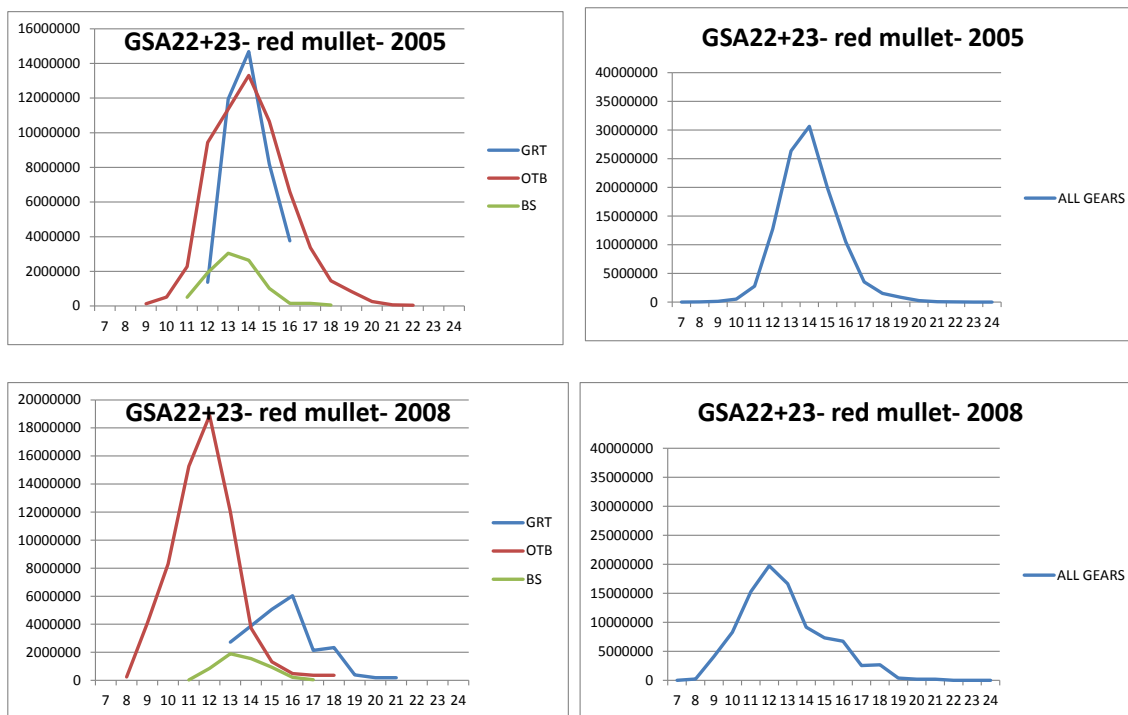 GSA22+23- red mullet- 2005
16000000
14000000
12000000
10000000
8000000
6000000
4000000
2000000
0
7 8 9 10 11 12 13 14 15 16 17 18 19 20 21 22 23 24
GRT
OTB
BS
GSA22+23- red mullet- 2005
40000000
35000000
30000000
25000000
20000000
15000000
10000000
5000000
0
7 8 9 10 11 12 13 14 15 16 17 18 19 20 21 22 23 24
ALL GEARS
GSA22+23- red mullet- 2008
20000000
18000000
16000000
14000000
12000000
10000000
8000000
6000000
4000000
2000000
0
7 8 9 10 11 12 13 14 15 16 17 18 19 20 21 22 23 24
GRT
OTB
BS
GSA22+23- red mullet- 2008
40000000
35000000
30000000
25000000
20000000
15000000
10000000
5000000
0
7 8 9 10 11 12 13 14 15 16 17 18 19 20 21 22 23 24
ALL GEARS